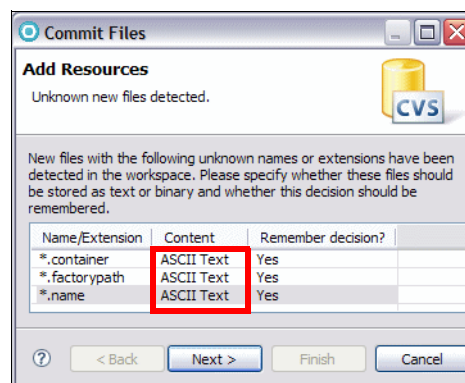 Commit Files
Add Resources
Unknown new files detected.
CVS
New files with the following unknown names or extensions have been
detected in the workspace. Please specify whether these files should
be stored as text or binary and whether this decision should be
remembered.
Name/Extension Content Remember decision?
*.container ASCII Text Yes
*.factorypath ASCII Text Yes
*.name ASCII Text Yes
? < Back Next > Finish Cancel